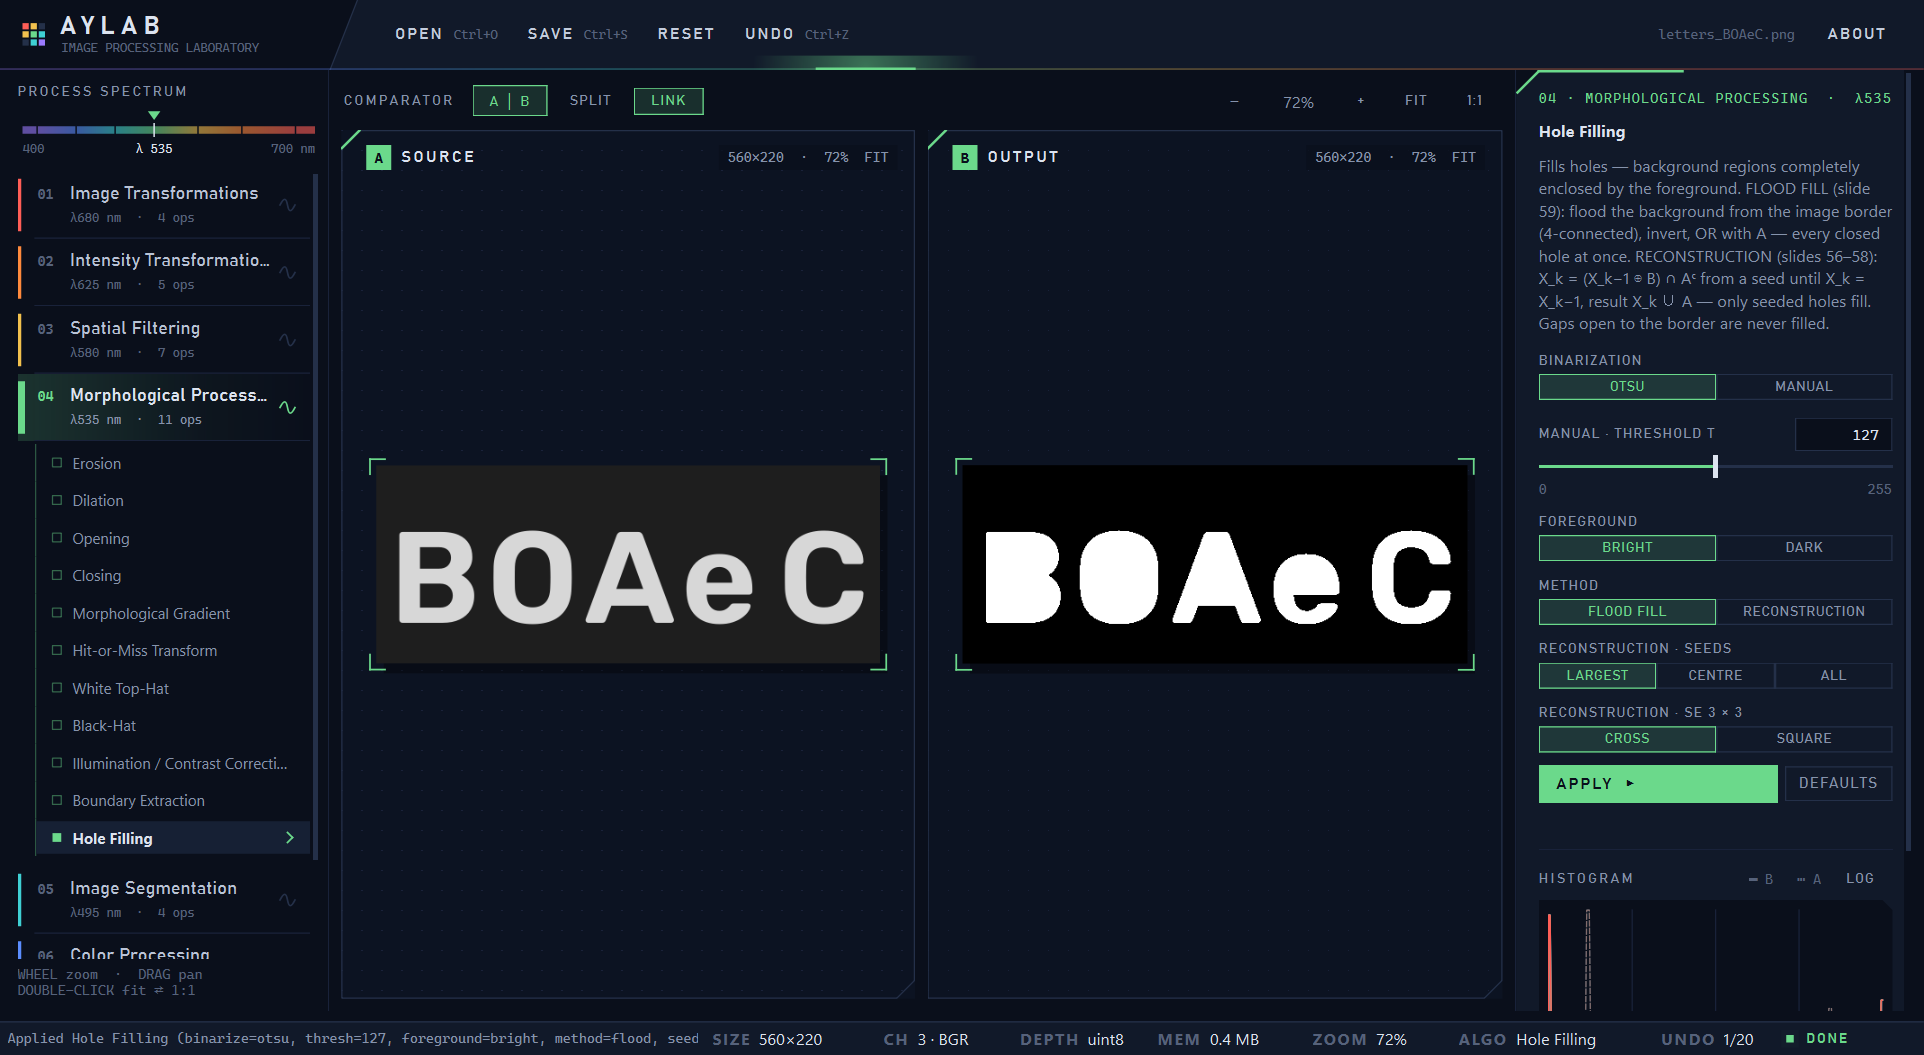 AYLAB
IMAGE PROCESSING LABORATORY
OPEN Ctrl+O SAVE Ctrl+S RESET UNDO Ctrl+Z
letters_BOAeC.png ABOUT
PROCESS SPECTRUM
400 λ 535 700 nm
01 Image Transformations
λ680 nm · 4 ops
02 Intensity Transformatio…
λ625 nm · 5 ops
03 Spatial Filtering
λ580 nm · 7 ops
04 Morphological Process…
λ535 nm · 11 ops
Erosion
Dilation
Opening
Closing
Morphological Gradient
Hit-or-Miss Transform
White Top-Hat
Black-Hat
Illumination / Contrast Correcti…
Boundary Extraction
Hole Filling
05 Image Segmentation
λ495 nm · 4 ops
06 Color Processing
WHEEL zoom · DRAG pan
DOUBLE-CLICK fit ⇄ 1:1
COMPARATOR A | B SPLIT LINK
− 72% + FIT 1:1
A SOURCE 560×220 · 72% FIT
BOAe C
B OUTPUT 560×220 · 72% FIT
BOAe C
04 · MORPHOLOGICAL PROCESSING · λ535
Hole Filling
Fills holes — background regions completely
enclosed by the foreground. FLOOD FILL (slide
59): flood the background from the image border
(4-connected), invert, OR with A — every closed
hole at once. RECONSTRUCTION (slides 56–58):
X_k = (X_k−1 ⊕ B) ∩ Aᶜ from a seed until X_k =
X_k−1, result X_k ∪ A — only seeded holes fill.
Gaps open to the border are never filled.
BINARIZATION
OTSU MANUAL
MANUAL · THRESHOLD T 127
0 255
FOREGROUND
BRIGHT DARK
METHOD
FLOOD FILL RECONSTRUCTION
RECONSTRUCTION · SEEDS
LARGEST CENTRE ALL
RECONSTRUCTION · SE 3 × 3
CROSS SQUARE
APPLY ▸ DEFAULTS
HISTOGRAM B A LOG
Applied Hole Filling (binarize=otsu, thresh=127, foreground=bright, method=flood, seed
SIZE 560×220 CH 3 · BGR DEPTH uint8 MEM 0.4 MB ZOOM 72% ALGO Hole Filling UNDO 1/20 DONE